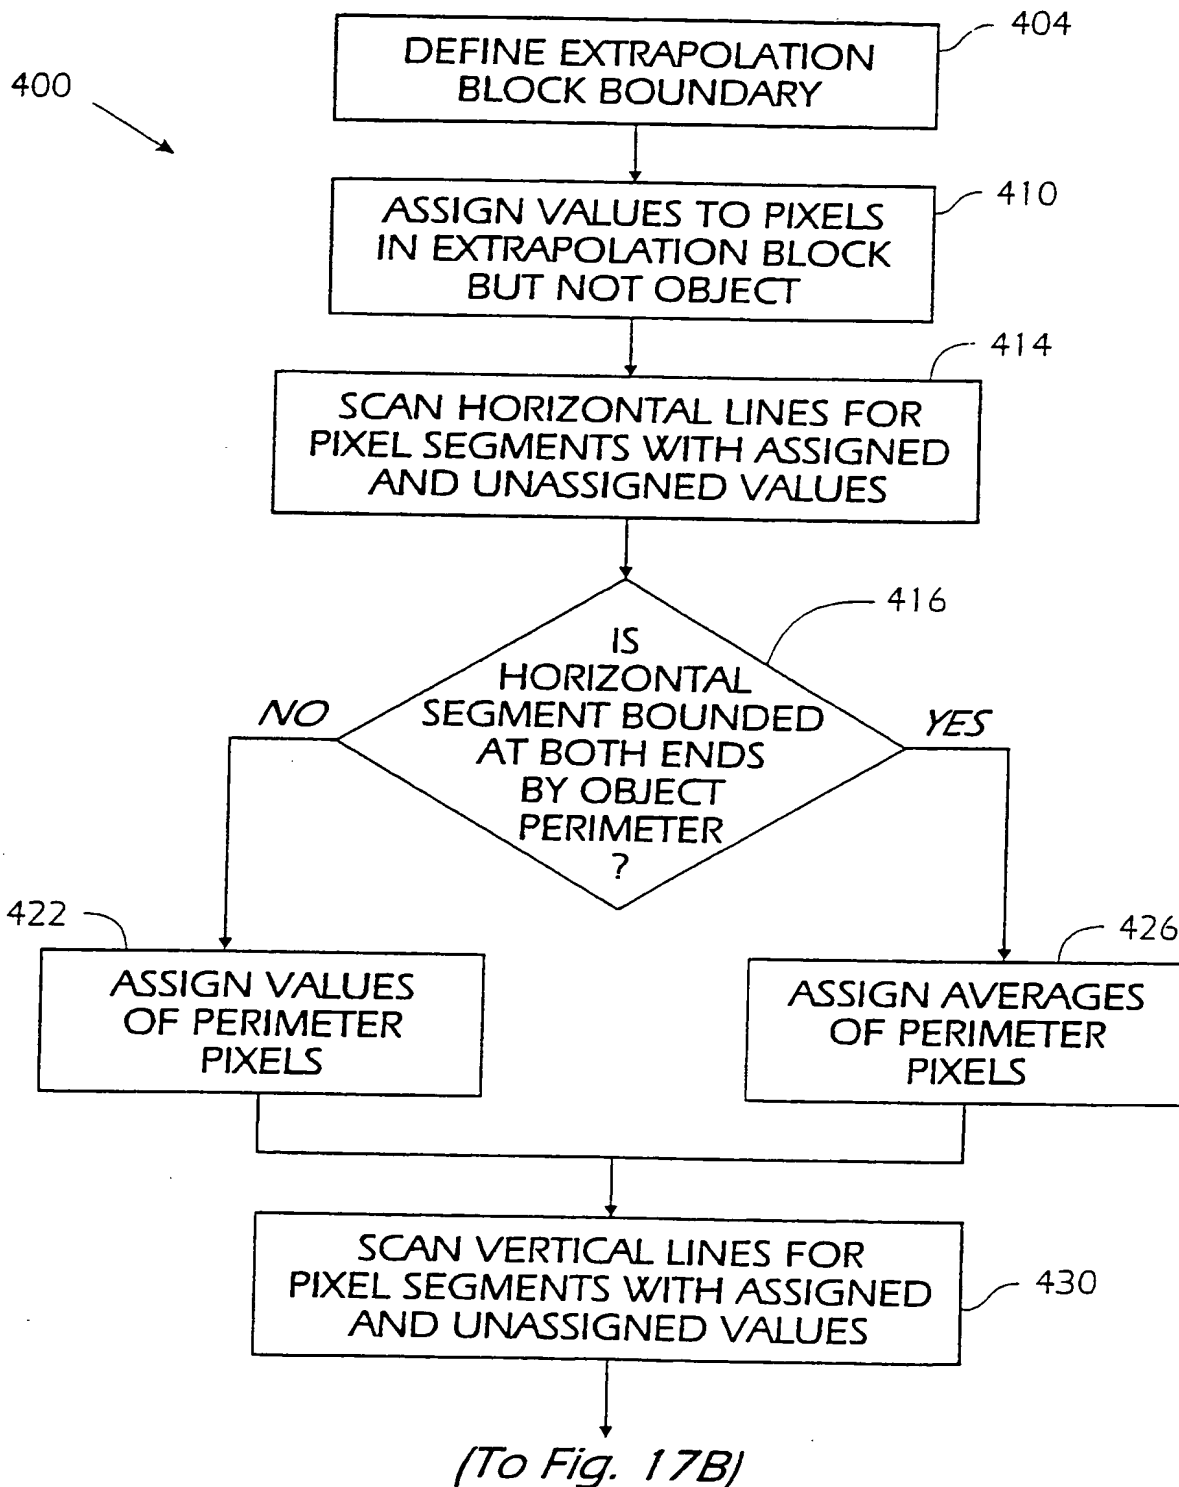 404
DEFINE EXTRAPOLATION
BLOCK BOUNDARY
400
410
ASSIGN VALUES TO PIXELS
IN EXTRAPOLATION BLOCK
BUT NOT OBJECT
414
SCAN HORIZONTAL LINES FOR
PIXEL SEGMENTS WITH ASSIGNED
AND UNASSIGNED VALUES
416
IS
HORIZONTAL
SEGMENT BOUNDED
AT BOTH ENDS
BY OBJECT
PERIMETER
?
NO
YES
422
ASSIGN VALUES
OF PERIMETER
PIXELS
426
ASSIGN AVERAGES
OF PERIMETER
PIXELS
SCAN VERTICAL LINES FOR
PIXEL SEGMENTS WITH ASSIGNED
AND UNASSIGNED VALUES
430
(To Fig. 17B)